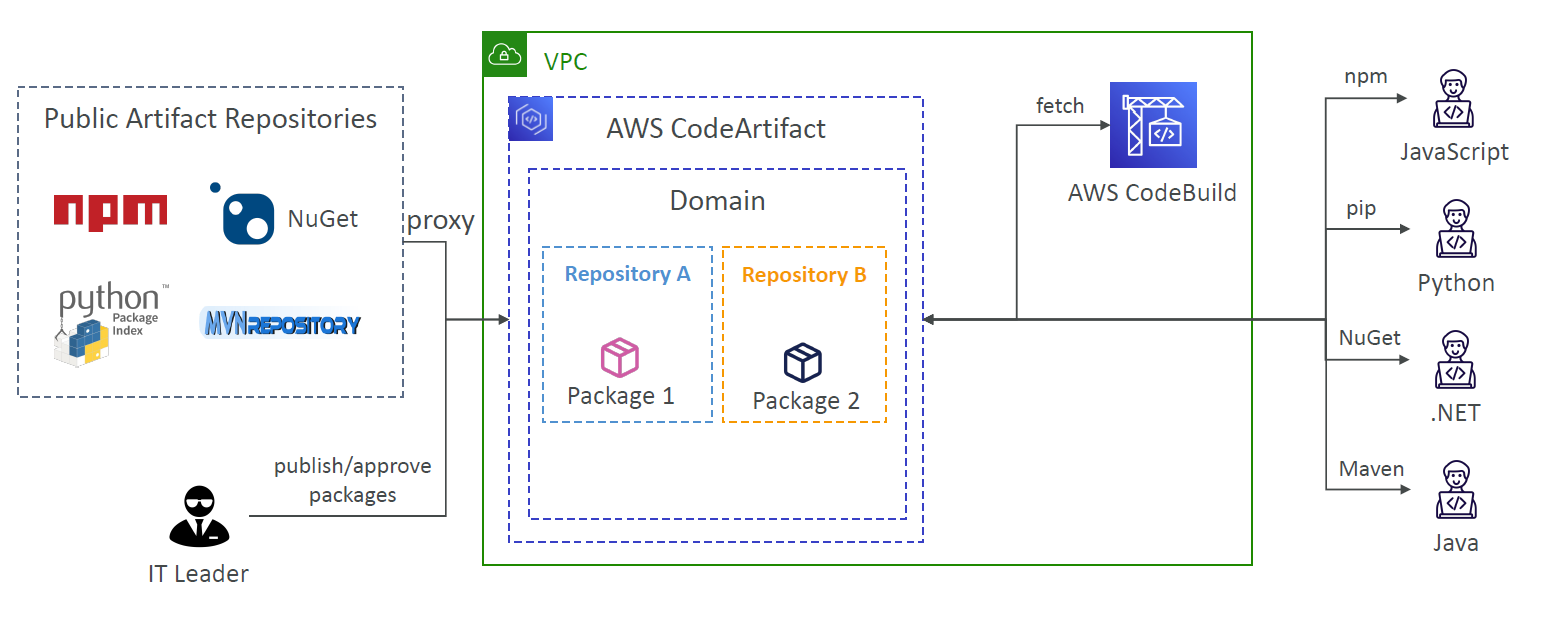 VPC
Public Artifact Repositories
npm
NuGet
python™
Package
Index
MVNREPOSITORY
proxy
publish/approve
packages
IT Leader
AWS CodeArtifact
Domain
Repository A
Package 1
Repository B
Package 2
fetch
</>
AWS CodeBuild
npm
</>
JavaScript
pip
</>
Python
NuGet
</>
.NET
Maven
</>
Java